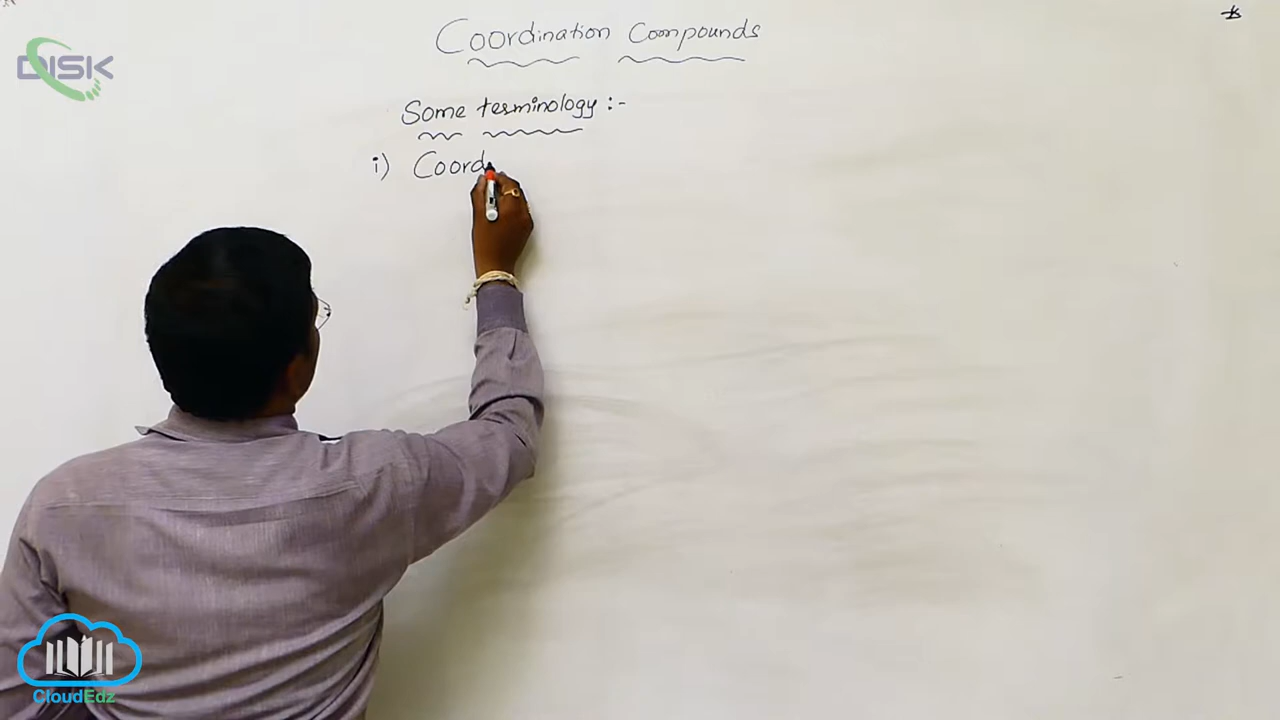 Coordination Compounds
DISK
Some terminology :-
i) Coord
CloudEdz